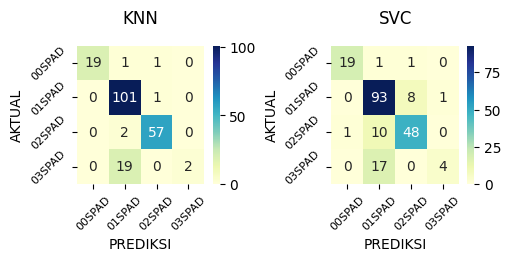 KNN
AKTUAL
00SPAD 19 1 1 0
01SPAD 0 101 1 0
02SPAD 0 2 57 0
03SPAD 0 19 0 2
00SPAD 01SPAD 02SPAD 03SPAD
PREDIKSI
100
50
0
SVC
AKTUAL
00SPAD 19 1 1 0
01SPAD 0 93 8 1
02SPAD 1 10 48 0
03SPAD 0 17 0 4
00SPAD 01SPAD 02SPAD 03SPAD
PREDIKSI
75
50
25
0